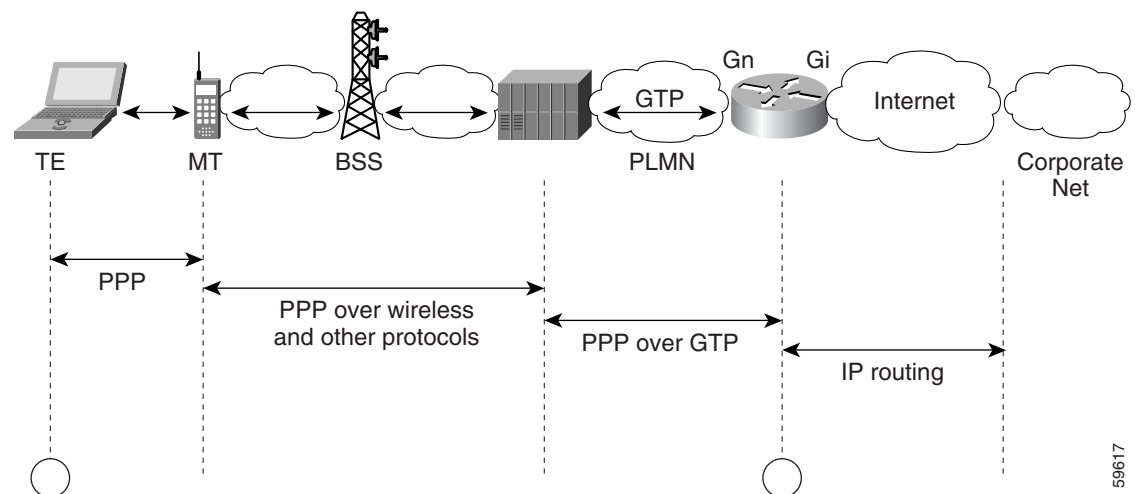 Gn
Gi
GTP
Internet
TE
MT
BSS
PLMN
Corporate
Net
PPP
PPP over wireless
and other protocols
PPP over GTP
IP routing
59617